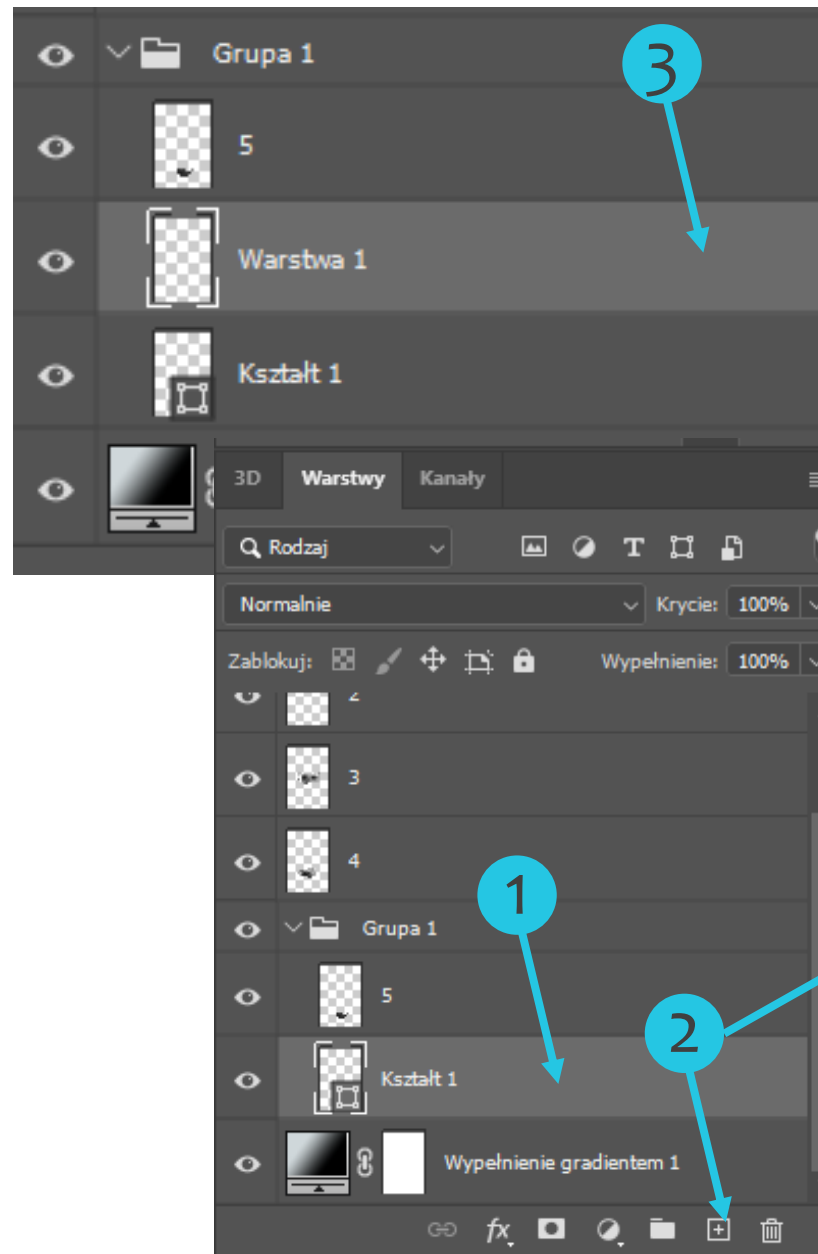 Grupa 1
3
5
Warstwa 1
Kształt 1
3D Warstwy Kanały
Rodzaj T
Normalnie Krycie: 100%
Zablokuj: Wypełnienie: 100%
2
3
4
1
Grupa 1
5
2
Kształt 1
Wypełnienie gradientem 1
fx